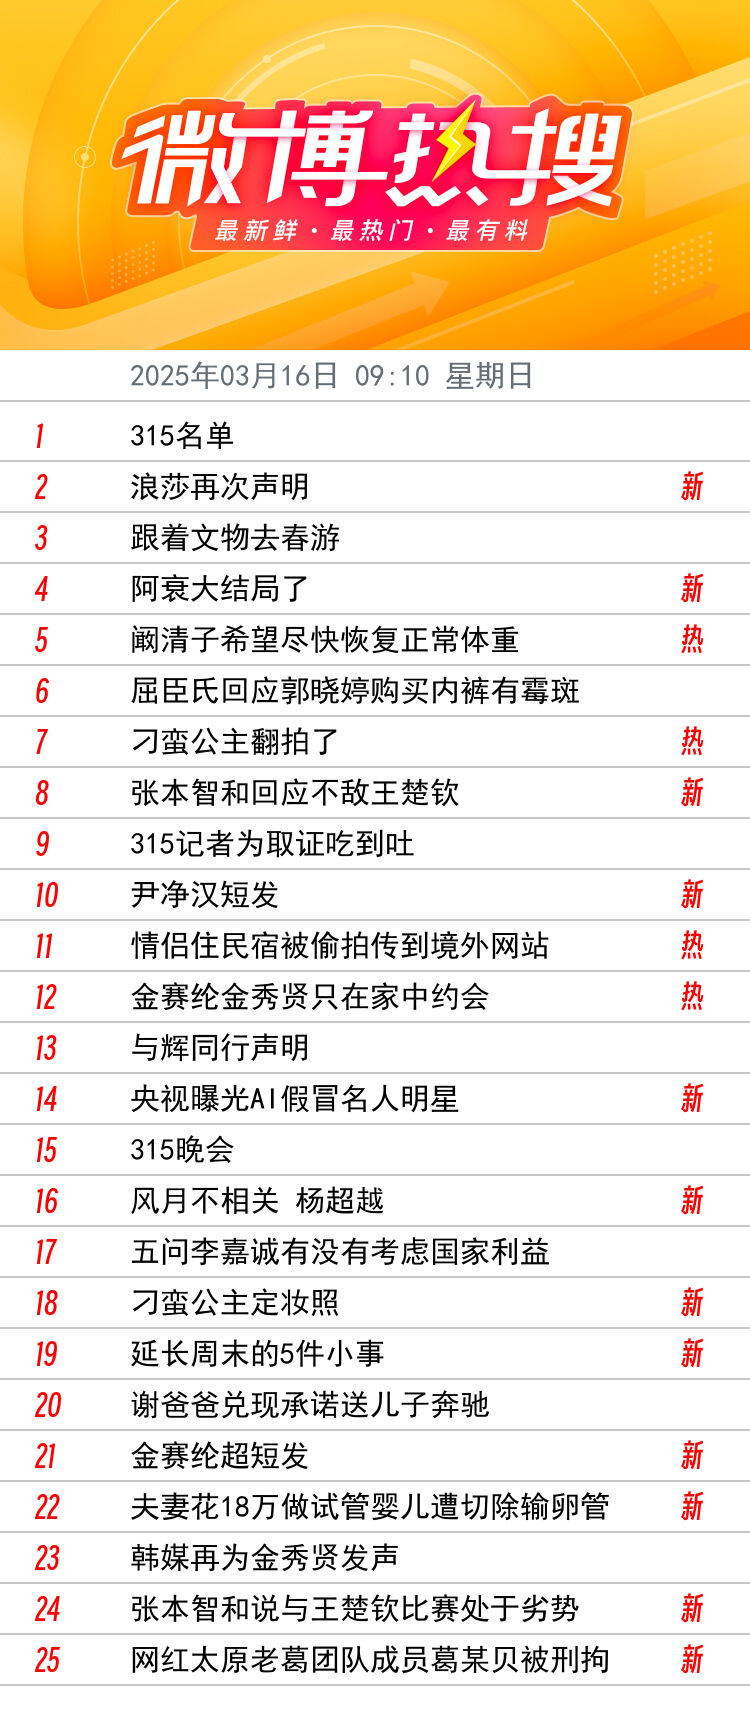 微博热搜
最新鲜·最热门·最有料
2025年03月16日 09:10 星期日
1 315名单
2 浪莎再次声明 新
3 跟着文物去春游
4 阿衰大结局了 新
5 阚清子希望尽快恢复正常体重 热
6 屈臣氏回应郭晓婷购买内裤有霉斑
7 刁蛮公主翻拍了 热
8 张本智和回应不敌王楚钦 新
9 315记者为取证吃到吐
10 尹净汉短发 新
11 情侣住民宿被偷拍传到境外网站 热
12 金赛纶金秀贤只在家中约会 热
13 与辉同行声明
14 央视曝光AI假冒名人明星 新
15 315晚会
16 风月不相关 杨超越 新
17 五问李嘉诚有没有考虑国家利益
18 刁蛮公主定妆照 新
19 延长周末的5件小事 新
20 谢爸爸兑现承诺送儿子奔驰
21 金赛纶超短发 新
22 夫妻花18万做试管婴儿遭切除输卵管 新
23 韩媒再为金秀贤发声
24 张本智和说与王楚钦比赛处于劣势 新
25 网红太原老葛团队成员葛某贝被刑拘 新